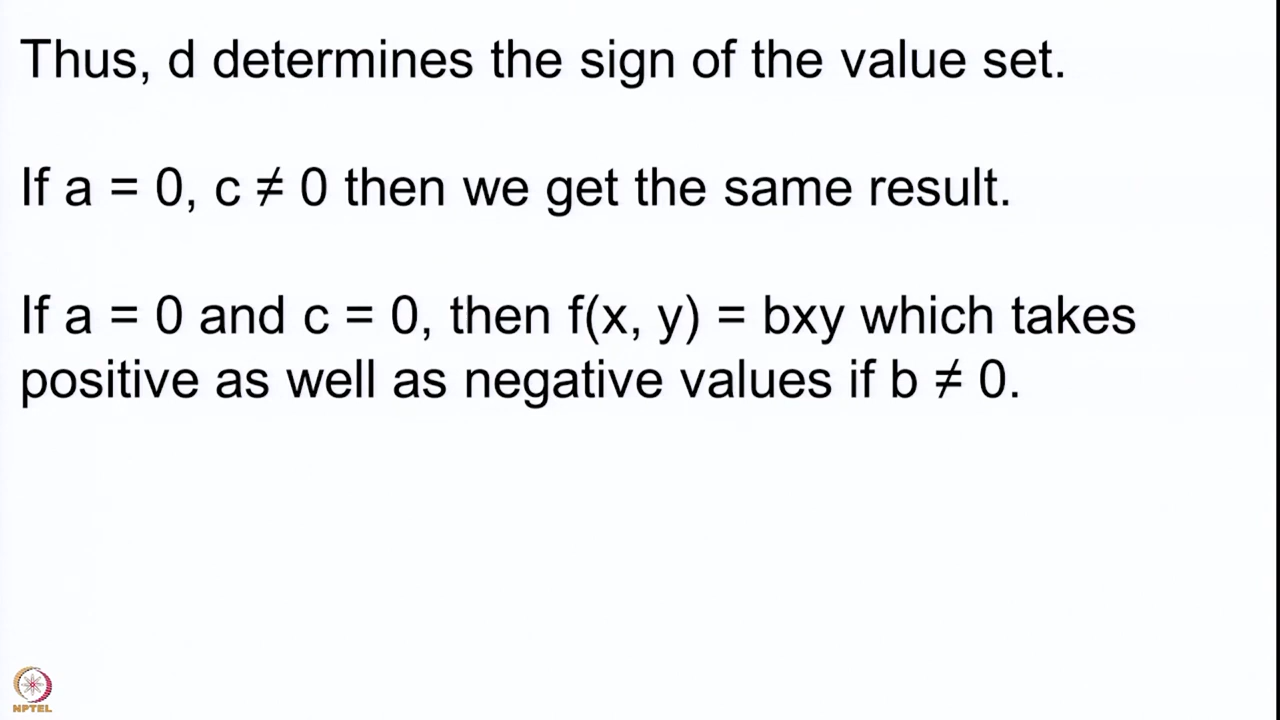 Thus, d determines the sign of the value set.
If a = 0, c ≠ 0 then we get the same result.
If a = 0 and c = 0, then f(x, y) = bxy which takes
positive as well as negative values if b ≠ 0.
NPTEL